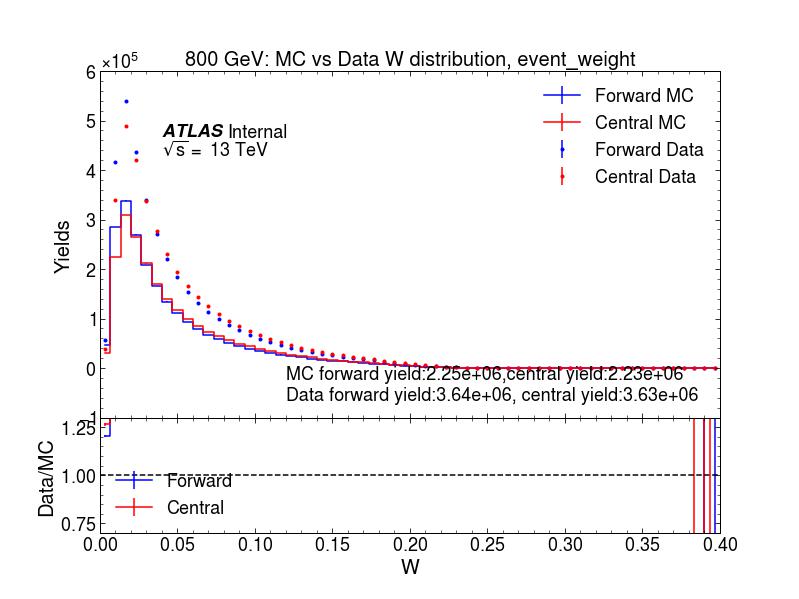 800 GeV: MC vs Data W distribution, event_weight
×10⁵
6
5
4
3
2
1
0
−1
Yields
ATLAS Internal
√s = 13 TeV
Forward MC
Central MC
Forward Data
Central Data
MC forward yield:2.25e+06,central yield:2.23e+06
Data forward yield:3.64e+06, central yield:3.63e+06
1.25
1.00
0.75
Data/MC
Forward
Central
0.00 0.05 0.10 0.15 0.20 0.25 0.30 0.35 0.40
W